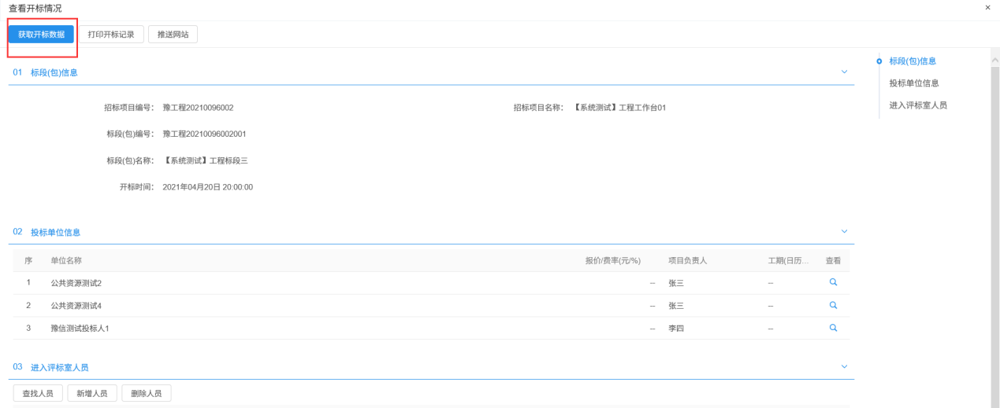 查看开标情况 ×
获取开标数据 打印开标记录 推送网站
标段(包)信息
投标单位信息
进入评标室人员
01 标段(包)信息
招标项目编号： 豫工程20210096002 招标项目名称： 【系统测试】工程工作台01
标段(包)编号： 豫工程20210096002001
标段(包)名称： 【系统测试】工程标段三
开标时间： 2021年04月20日 20:00:00
02 投标单位信息
序 单位名称 报价/费率(元/%) 项目负责人 工期(日历... 查看
1 公共资源测试2 -- 张三 --
2 公共资源测试4 -- 张三 --
3 豫信测试投标人1 -- 李四 --
03 进入评标室人员
查找人员 新增人员 删除人员